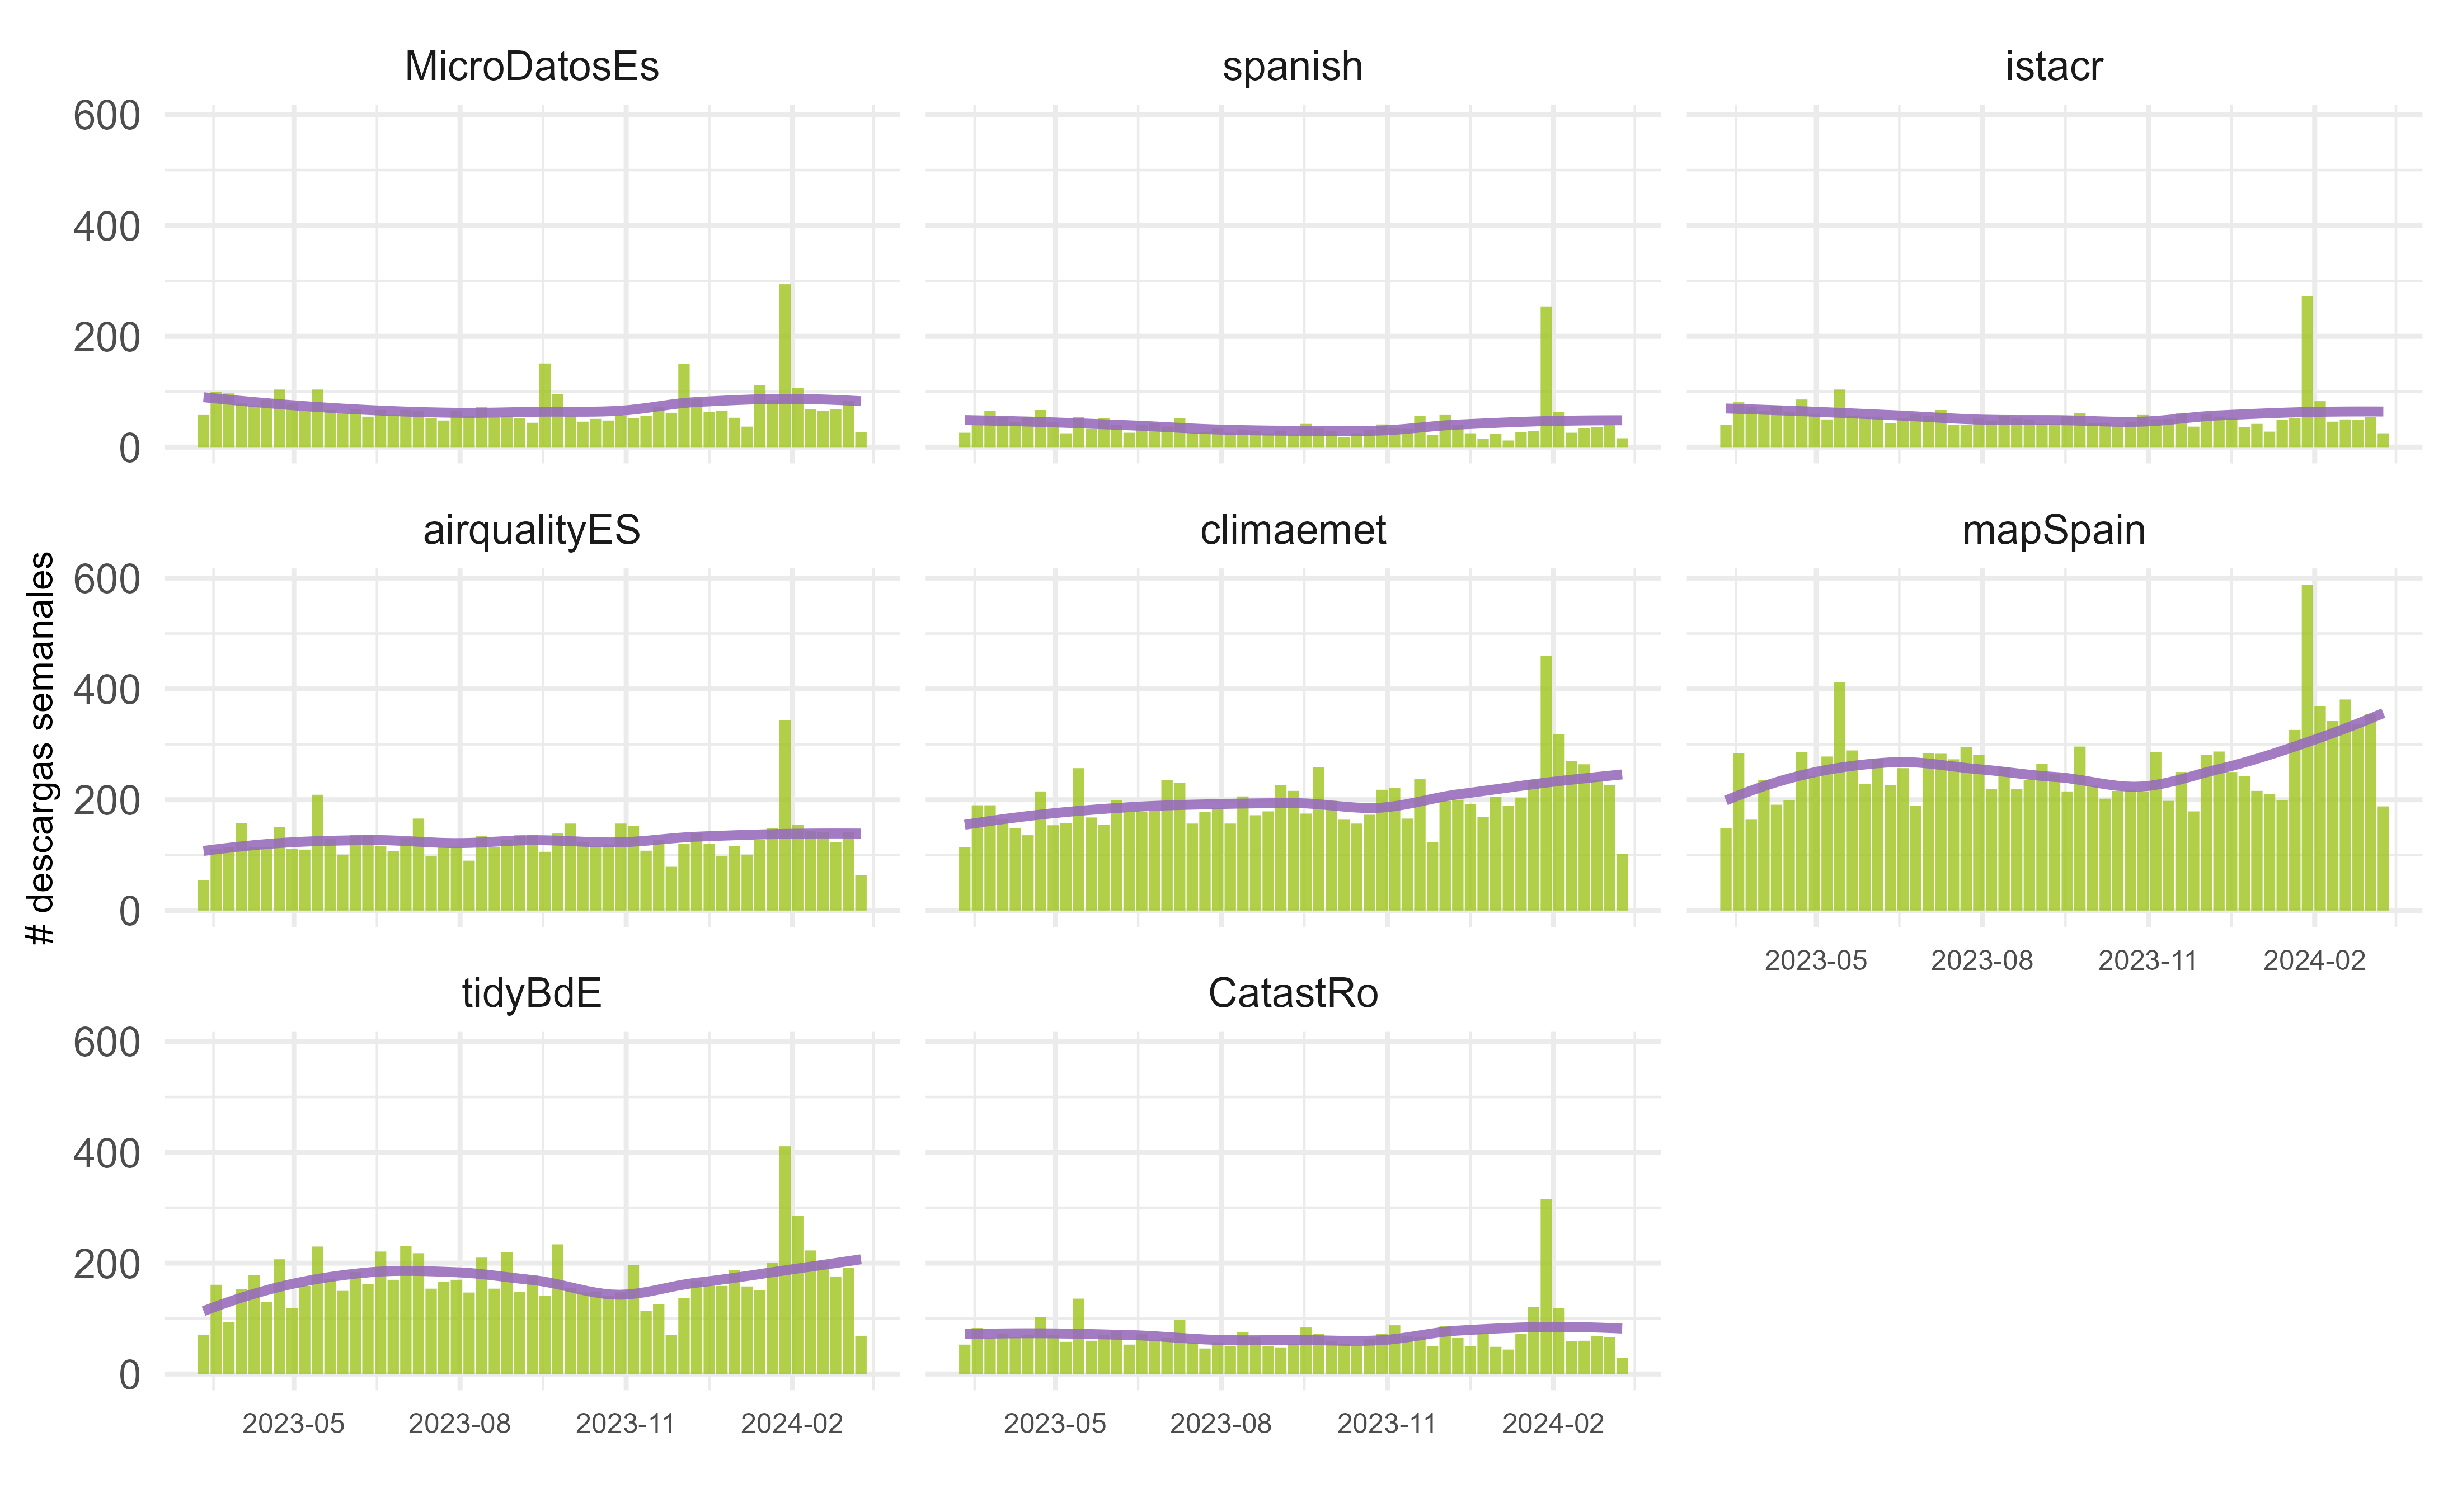 MicroDatosEs
spanish
istacr
600
400
200
0
airqualityES
climaemet
mapSpain
# descargas semanales
600
400
200
0
2023-05 2023-08 2023-11 2024-02
tidyBdE
CatastRo
600
400
200
0
2023-05 2023-08 2023-11 2024-02
2023-05 2023-08 2023-11 2024-02